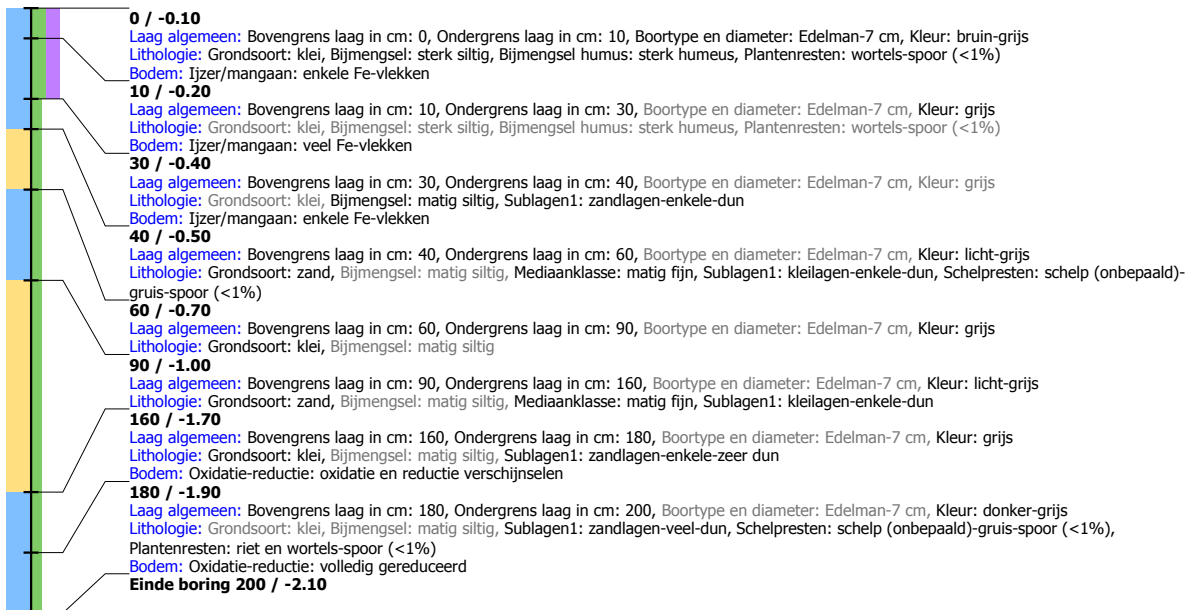 0 / -0.10
Laag algemeen: Bovengrens laag in cm: 0, Ondergrens laag in cm: 10, Boortype en diameter: Edelman-7 cm, Kleur: bruin-grijs
Lithologie: Grondsoort: klei, Bijmengsel: sterk siltig, Bijmengsel humus: sterk humeus, Plantenresten: wortels-spoor (<1%)
Bodem: Ijzer/mangaan: enkele Fe-vlekken
10 / -0.20
Laag algemeen: Bovengrens laag in cm: 10, Ondergrens laag in cm: 30, Boortype en diameter: Edelman-7 cm, Kleur: grijs
Lithologie: Grondsoort: klei, Bijmengsel: sterk siltig, Bijmengsel humus: sterk humeus, Plantenresten: wortels-spoor (<1%)
Bodem: Ijzer/mangaan: veel Fe-vlekken
30 / -0.40
Laag algemeen: Bovengrens laag in cm: 30, Ondergrens laag in cm: 40, Boortype en diameter: Edelman-7 cm, Kleur: grijs
Lithologie: Grondsoort: klei, Bijmengsel: matig siltig, Sublagen1: zandlagen-enkele-dun
Bodem: Ijzer/mangaan: enkele Fe-vlekken
40 / -0.50
Laag algemeen: Bovengrens laag in cm: 40, Ondergrens laag in cm: 60, Boortype en diameter: Edelman-7 cm, Kleur: licht-grijs
Lithologie: Grondsoort: zand, Bijmengsel: matig siltig, Mediaanklasse: matig fijn, Sublagen1: kleilagen-enkele-dun, Schelpresten: schelp (onbepaald)-
gruis-spoor (<1%)
60 / -0.70
Laag algemeen: Bovengrens laag in cm: 60, Ondergrens laag in cm: 90, Boortype en diameter: Edelman-7 cm, Kleur: grijs
Lithologie: Grondsoort: klei, Bijmengsel: matig siltig
90 / -1.00
Laag algemeen: Bovengrens laag in cm: 90, Ondergrens laag in cm: 160, Boortype en diameter: Edelman-7 cm, Kleur: licht-grijs
Lithologie: Grondsoort: zand, Bijmengsel: matig siltig, Mediaanklasse: matig fijn, Sublagen1: kleilagen-enkele-dun
160 / -1.70
Laag algemeen: Bovengrens laag in cm: 160, Ondergrens laag in cm: 180, Boortype en diameter: Edelman-7 cm, Kleur: grijs
Lithologie: Grondsoort: klei, Bijmengsel: matig siltig, Sublagen1: zandlagen-enkele-zeer dun
Bodem: Oxidatie-reductie: oxidatie en reductie verschijnselen
180 / -1.90
Laag algemeen: Bovengrens laag in cm: 180, Ondergrens laag in cm: 200, Boortype en diameter: Edelman-7 cm, Kleur: donker-grijs
Lithologie: Grondsoort: klei, Bijmengsel: matig siltig, Sublagen1: zandlagen-veel-dun, Schelpresten: schelp (onbepaald)-gruis-spoor (<1%),
Plantenresten: riet en wortels-spoor (<1%)
Bodem: Oxidatie-reductie: volledig gereduceerd
Einde boring 200 / -2.10